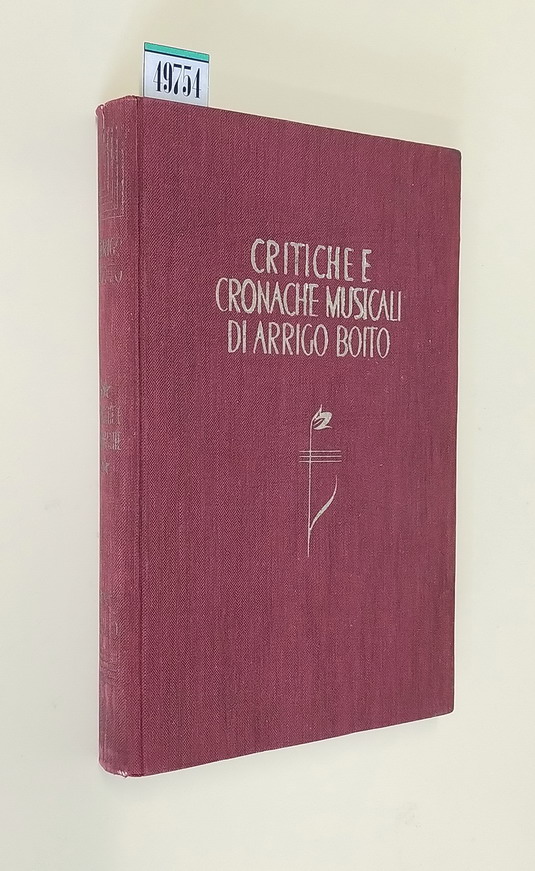 49754
CRITICHE E
CRONACHE MUSICALI
DI ARRIGO BOITO